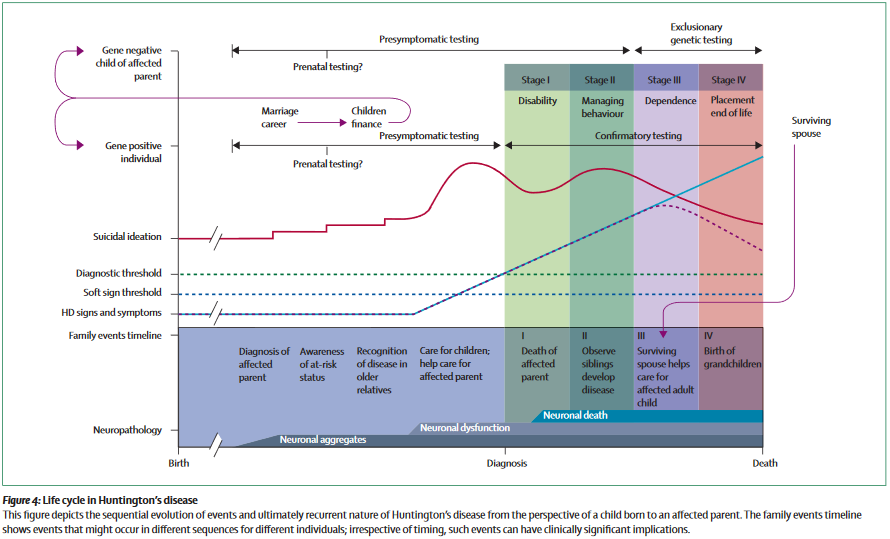 Exclusionary
genetic testing
Presymptomatic testing
Gene negative
child of affected
parent
Prenatal testing?
Stage I
Stage II
Stage III
Stage IV
Disability
Managing
behaviour
Dependence
Placement
end of life
Marriage
career
Children
finance
Surviving
spouse
Presymptomatic testing
Confirmatory testing
Gene positive
individual
Prenatal testing?
Suicidal ideation
Diagnostic threshold
Soft sign threshold
HD signs and symptoms
Family events timeline
Diagnosis of
affected
parent
Awareness
of at-risk
status
Recognition
of disease in
older
relatives
Care for children;
help care for
affected parent
I
Death of
affected
parent
II
Observe
siblings
develop
diisease
III
Surviving
spouse helps
care for
affected adult
child
IV
Birth of
grandchildren
Neuronal death
Neuropathology
Neuronal dysfunction
Neuronal aggregates
Birth
Diagnosis
Death
Figure 4: Life cycle in Huntington's disease
This figure depicts the sequential evolution of events and ultimately recurrent nature of Huntington's disease from the perspective of a child born to an affected parent. The family events timeline
shows events that might occur in different sequences for different individuals; irrespective of timing, such events can have clinically significant implications.